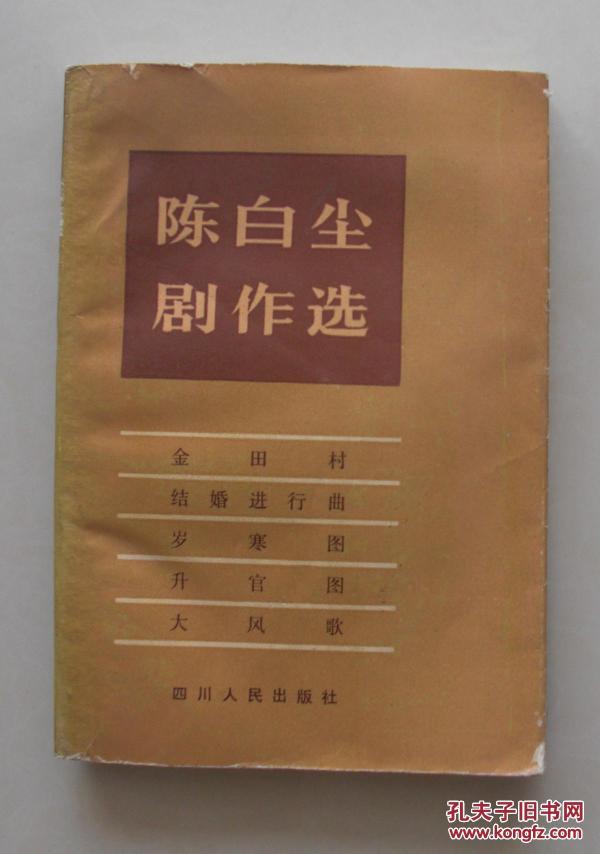 陈白尘
剧作选
金田村
结婚进行曲
岁寒图
升官图
大风歌
四川人民出版社
孔夫子旧书网
www.kongfz.com